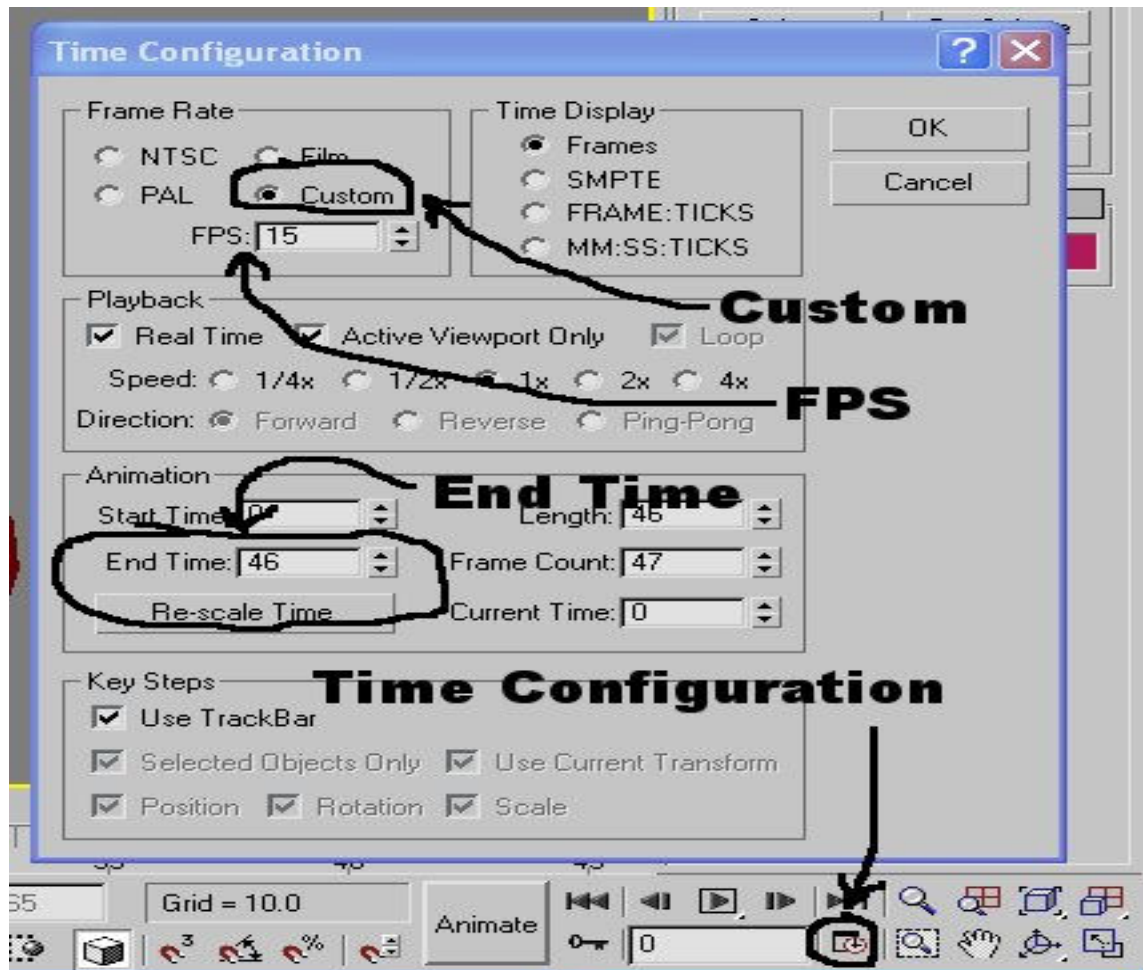 Time Configuration
Frame Rate
Time Display
OK
NTSC Film
Frames
PAL Custom
SMPTE
Cancel
FPS: 15
FRAME:TICKS
MM:SS:TICKS
Playback
Custom
Real Time Active Viewport Only Loop
Speed: 1/4x 1/2x 1x 2x 4x
FPS
Direction: Forward Reverse Ping-Pong
Animation
End Time
Start Time: 0 Length: 46
End Time: 46 Frame Count: 47
Re-scale Time Current Time: 0
Key Steps
Time Configuration
Use TrackBar
Selected Objects Only Use Current Transform
Position Rotation Scale
Grid = 10.0
Animate
0